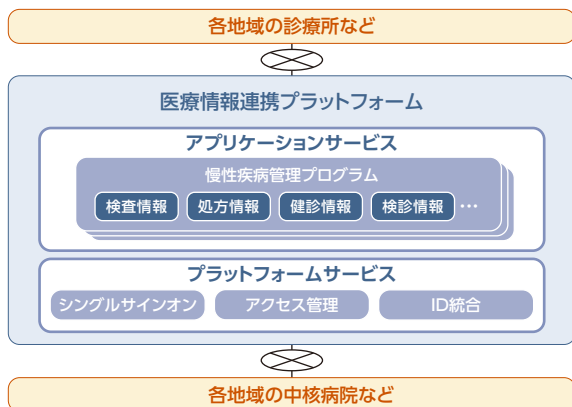 各地域の診療所など
医療情報連携プラットフォーム
アプリケーションサービス
慢性疾病管理プログラム
検査情報 処方情報 健診情報 検診情報 …
プラットフォームサービス
シングルサインオン アクセス管理 ID統合
各地域の中核病院など